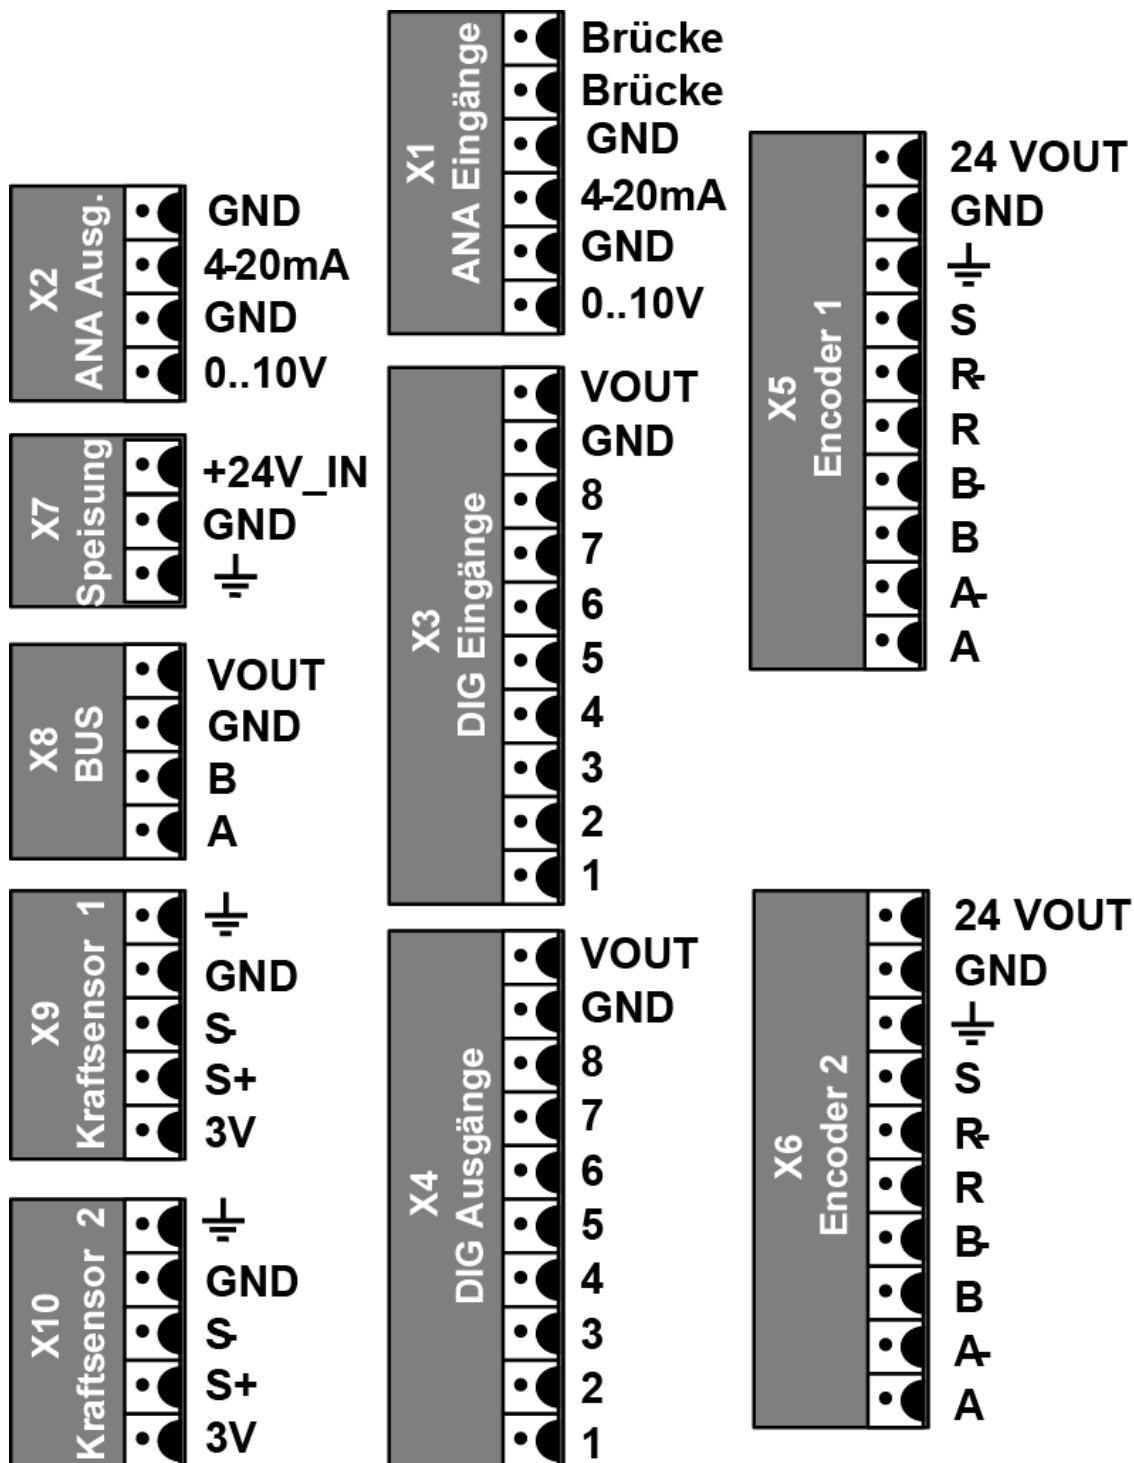 X2
ANA Ausg.
GND
4-20mA
GND
0..10V
X7
Speisung
+24V_IN
GND
X8
BUS
VOUT
GND
B
A
X9
Kraftsensor 1
GND
S-
S+
3V
X10
Kraftsensor 2
GND
S-
S+
3V
X1
ANA Eingänge
Brücke
Brücke
GND
4-20mA
GND
0..10V
X3
DIG Eingänge
VOUT
GND
8
7
6
5
4
3
2
1
X4
DIG Ausgänge
VOUT
GND
8
7
6
5
4
3
2
1
X5
Encoder 1
24 VOUT
GND
S
R-
R
B-
B
A-
A
X6
Encoder 2
24 VOUT
GND
S
R-
R
B-
B
A-
A